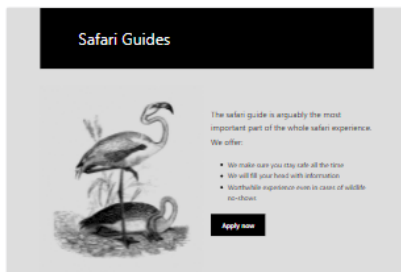 Safari Guides
The safari guide is arguably the most
important part of the whole safari experience.
We offer:
We make sure you stay safe all the time
We will fill your head with information
Worthwhile experience even in cases of wildlife
no-shows
Apply now